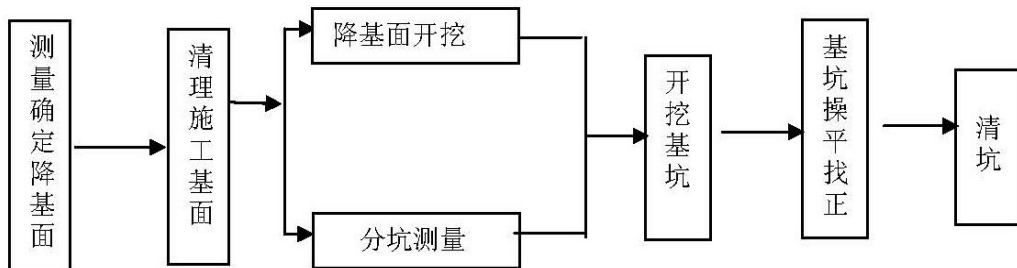 测量确定降基面
清理施工基面
降基面开挖
分坑测量
开挖基坑
基坑操平找正
清坑